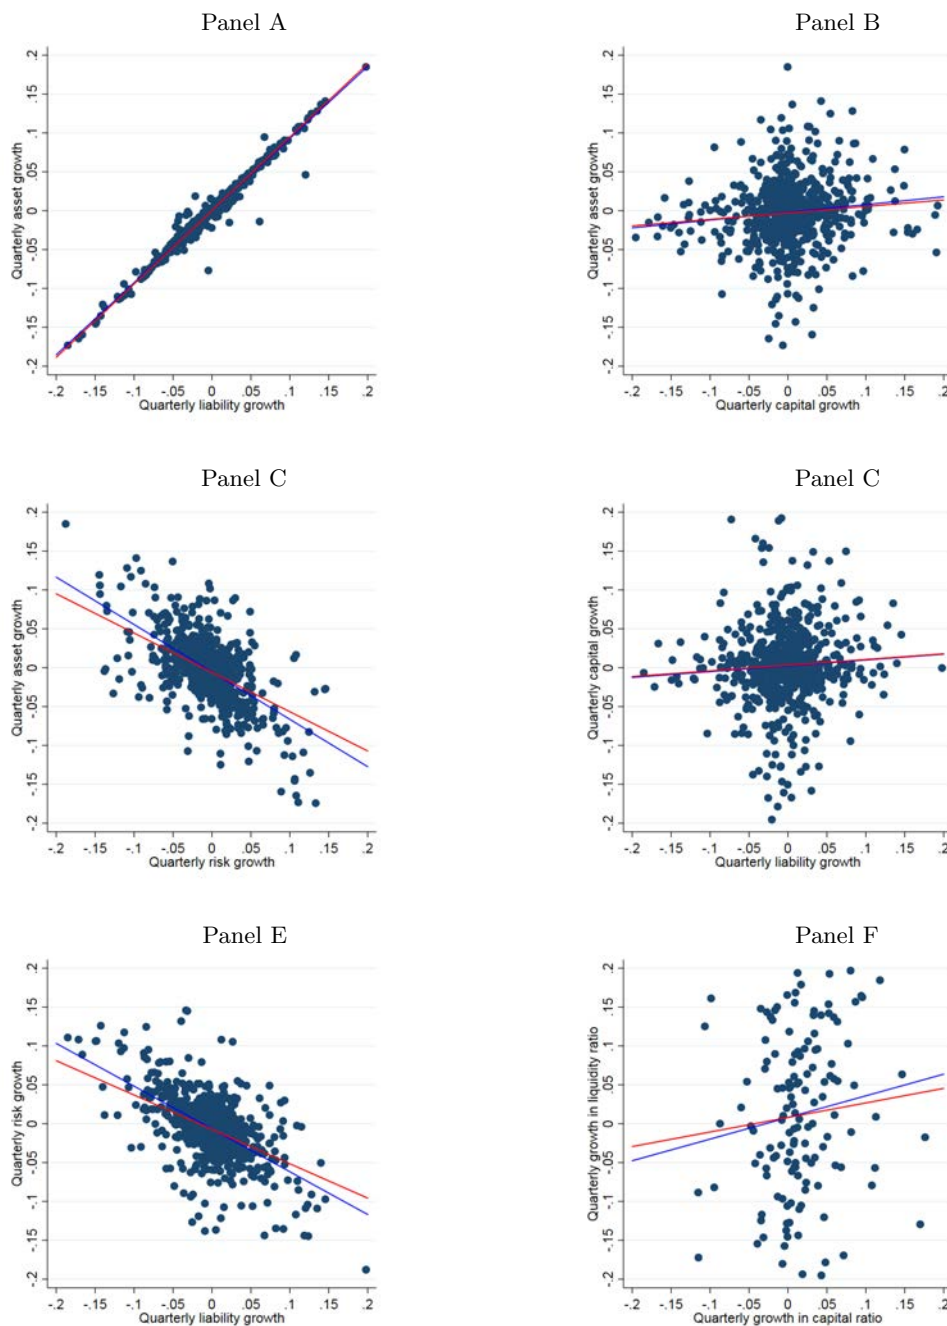 Panel A
Quarterly asset growth
.2
.15
.1
.05
0
-.05
-.1
-.15
-.2
-.2 -.15 -.1 -.05 0 .05 .1 .15 .2
Quarterly liability growth
Panel B
Quarterly asset growth
.2
.15
.1
.05
0
-.05
-.1
-.15
-.2
-.2 -.15 -.1 -.05 0 .05 .1 .15 .2
Quarterly capital growth
Panel C
Quarterly asset growth
.2
.15
.1
.05
0
-.05
-.1
-.15
-.2
-.2 -.15 -.1 -.05 0 .05 .1 .15 .2
Quarterly risk growth
Panel C
Quarterly capital growth
.2
.15
.1
.05
0
-.05
-.1
-.15
-.2
-.2 -.15 -.1 -.05 0 .05 .1 .15 .2
Quarterly liability growth
Panel E
Quarterly risk growth
.2
.15
.1
.05
0
-.05
-.1
-.15
-.2
-.2 -.15 -.1 -.05 0 .05 .1 .15 .2
Quarterly liability growth
Panel F
Quarterly growth in liquidity ratio
.2
.15
.1
.05
0
-.05
-.1
-.15
-.2
-.2 -.15 -.1 -.05 0 .05 .1 .15 .2
Quarterly growth in capital ratio